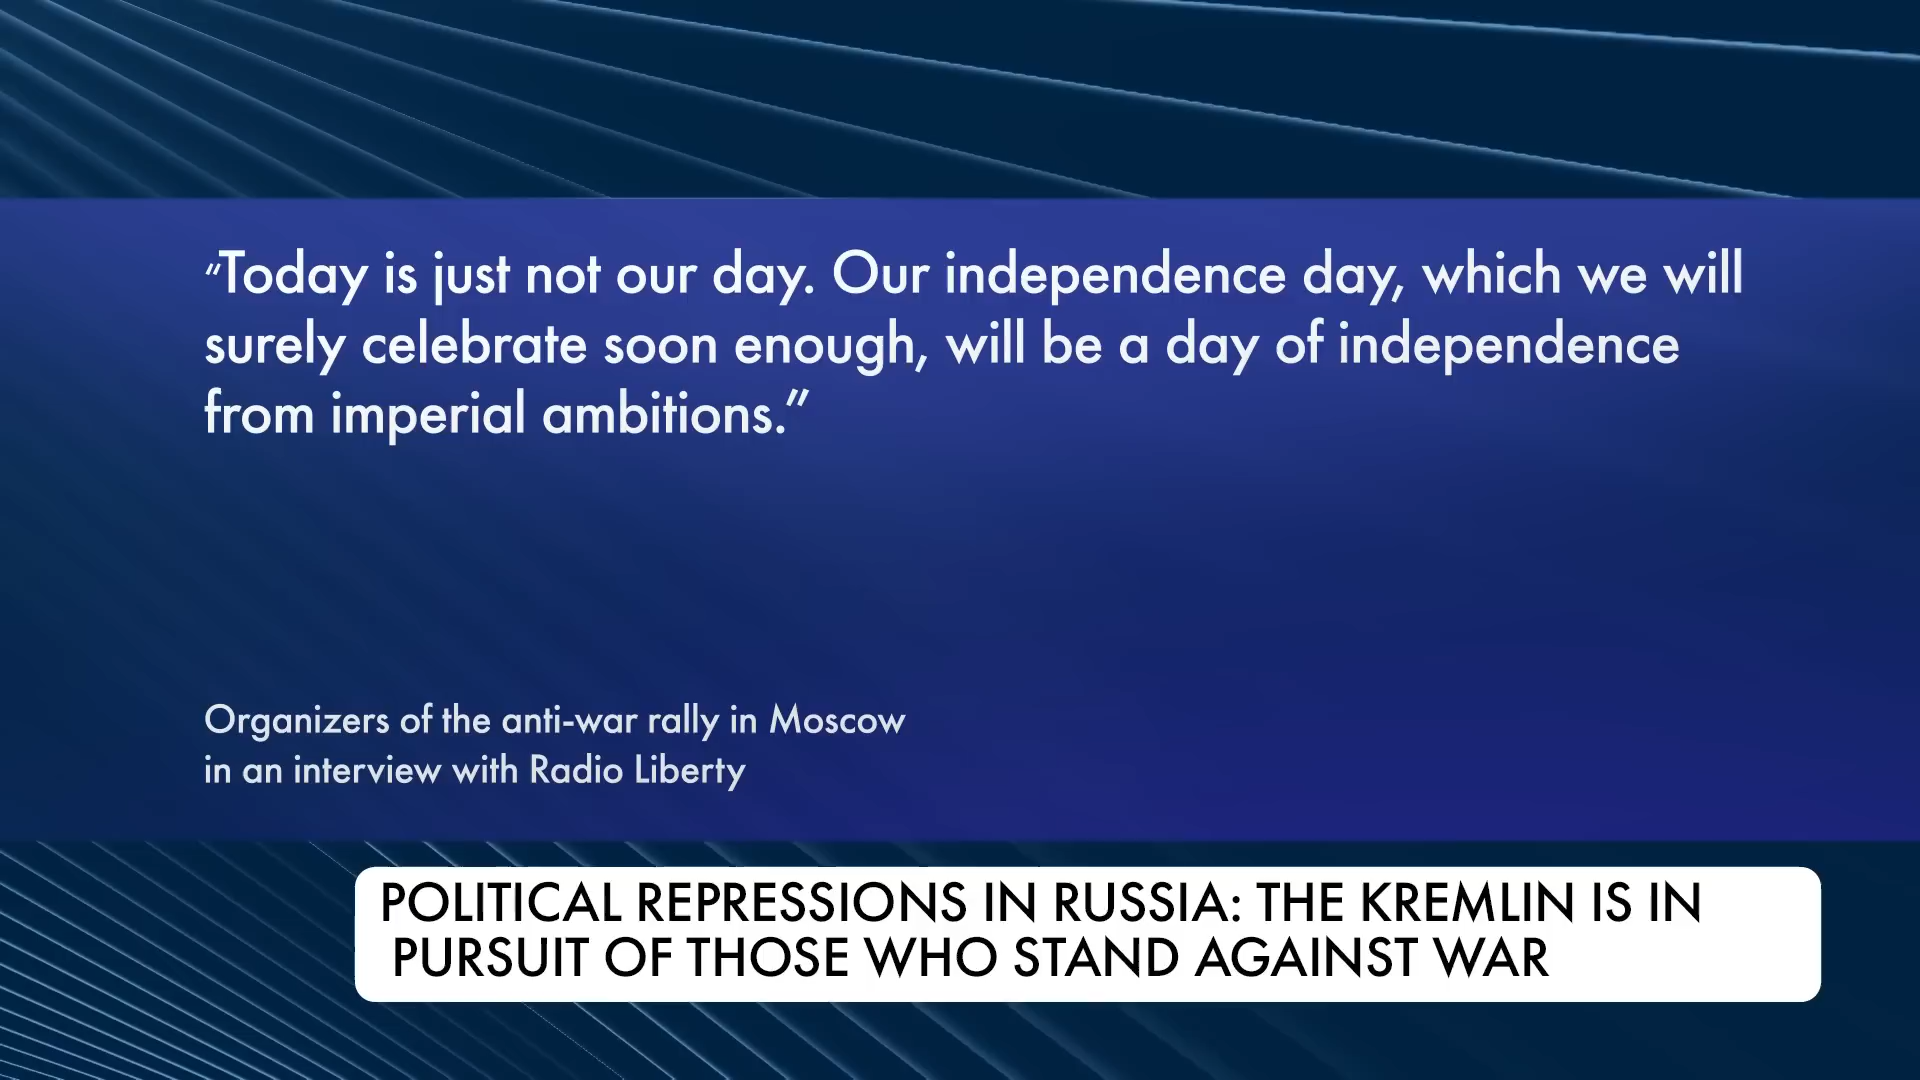 “Today is just not our day. Our independence day, which we will
surely celebrate soon enough, will be a day of independence
from imperial ambitions.”
Organizers of the anti-war rally in Moscow
in an interview with Radio Liberty
POLITICAL REPRESSIONS IN RUSSIA: THE KREMLIN IS IN
PURSUIT OF THOSE WHO STAND AGAINST WAR